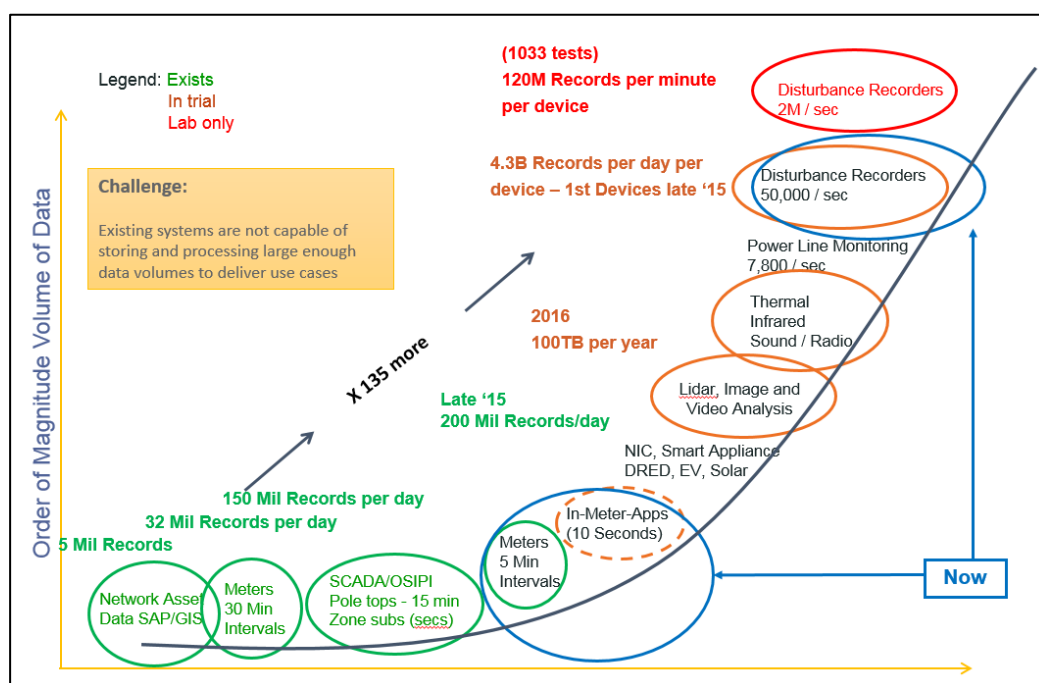 (1033 tests)
120M Records per minute
per device
Legend: Exists
In trial
Lab only
Disturbance Recorders
2M / sec
4.3B Records per day per
device – 1st Devices late ‘15
Disturbance Recorders
50,000 / sec
Challenge:
Existing systems are not capable of
storing and processing large enough
data volumes to deliver use cases
Order of Magnitude Volume of Data
Power Line Monitoring
7,800 / sec
Thermal
Infrared
Sound / Radio
2016
100TB per year
X 135 more
Lidar, Image and
Video Analysis
Late ‘15
200 Mil Records/day
NIC, Smart Appliance
DRED, EV, Solar
150 Mil Records per day
32 Mil Records per day
5 Mil Records
In-Meter-Apps
(10 Seconds)
Meters
5 Min
Intervals
Now
Network Asset
Data SAP/GIS
Meters
30 Min
Intervals
SCADA/OSIPI
Pole tops - 15 min
Zone subs (secs)